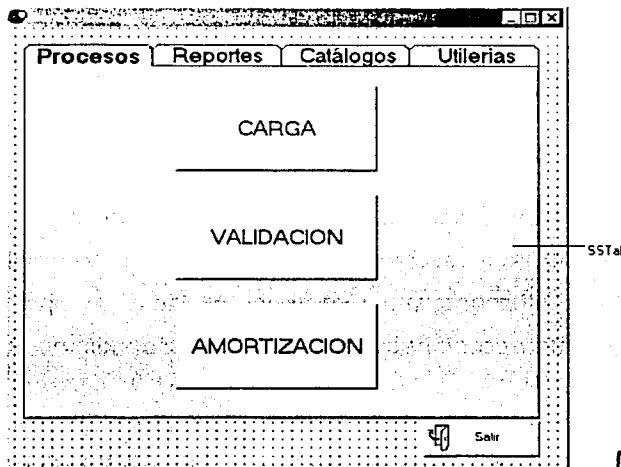 Procesos Reportes Catálogos Utilerias
CARGA
VALIDACION
SSTal
AMORTIZACION
Salir